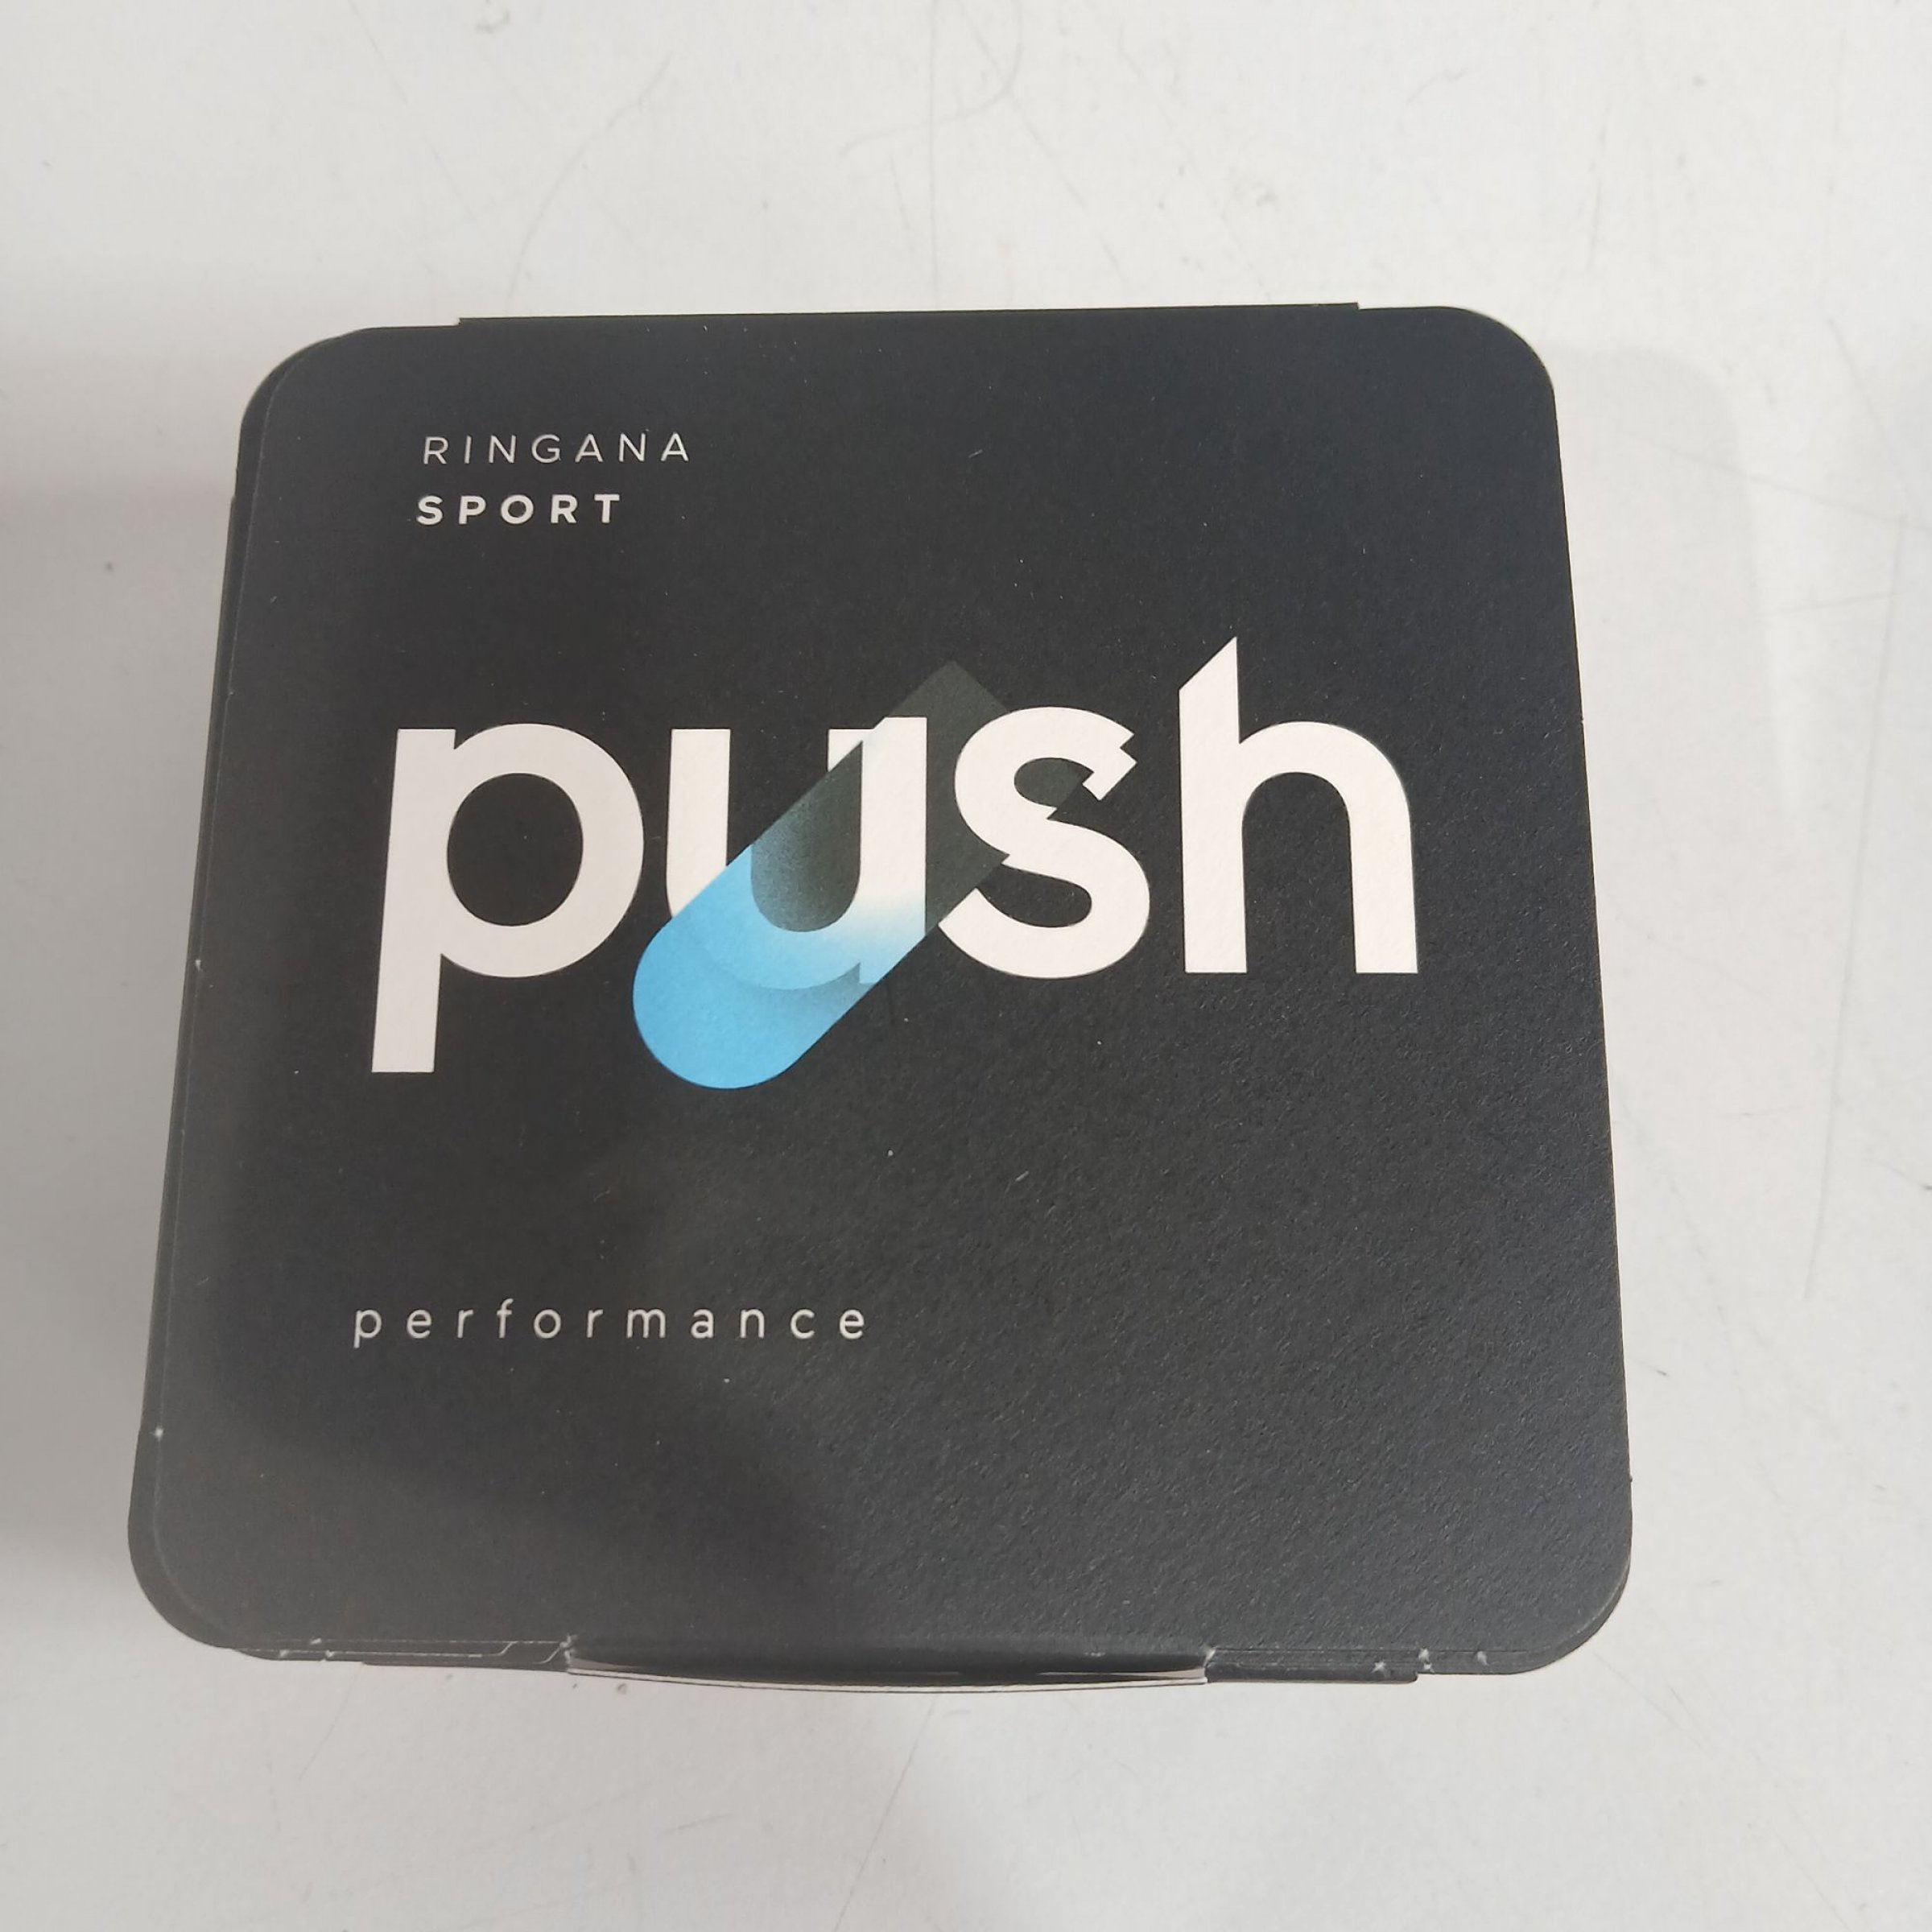 RINGANA
SPORT
push
performance